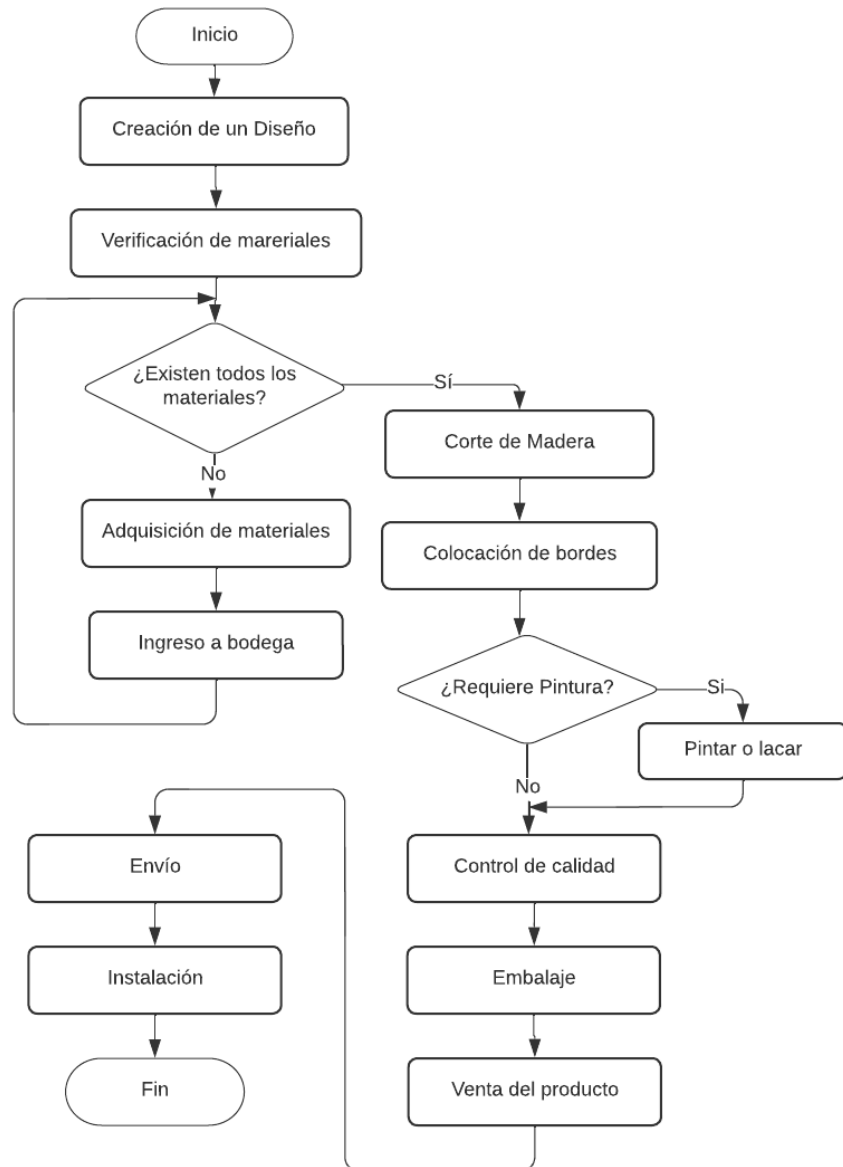 Inicio
Creación de un Diseño
Verificación de mareriales
¿Existen todos los
materiales?
Sí
No
Adquisición de materiales
Ingreso a bodega
Corte de Madera
Colocación de bordes
¿Requiere Pintura?
Si
Pintar o lacar
No
Control de calidad
Embalaje
Venta del producto
Envío
Instalación
Fin